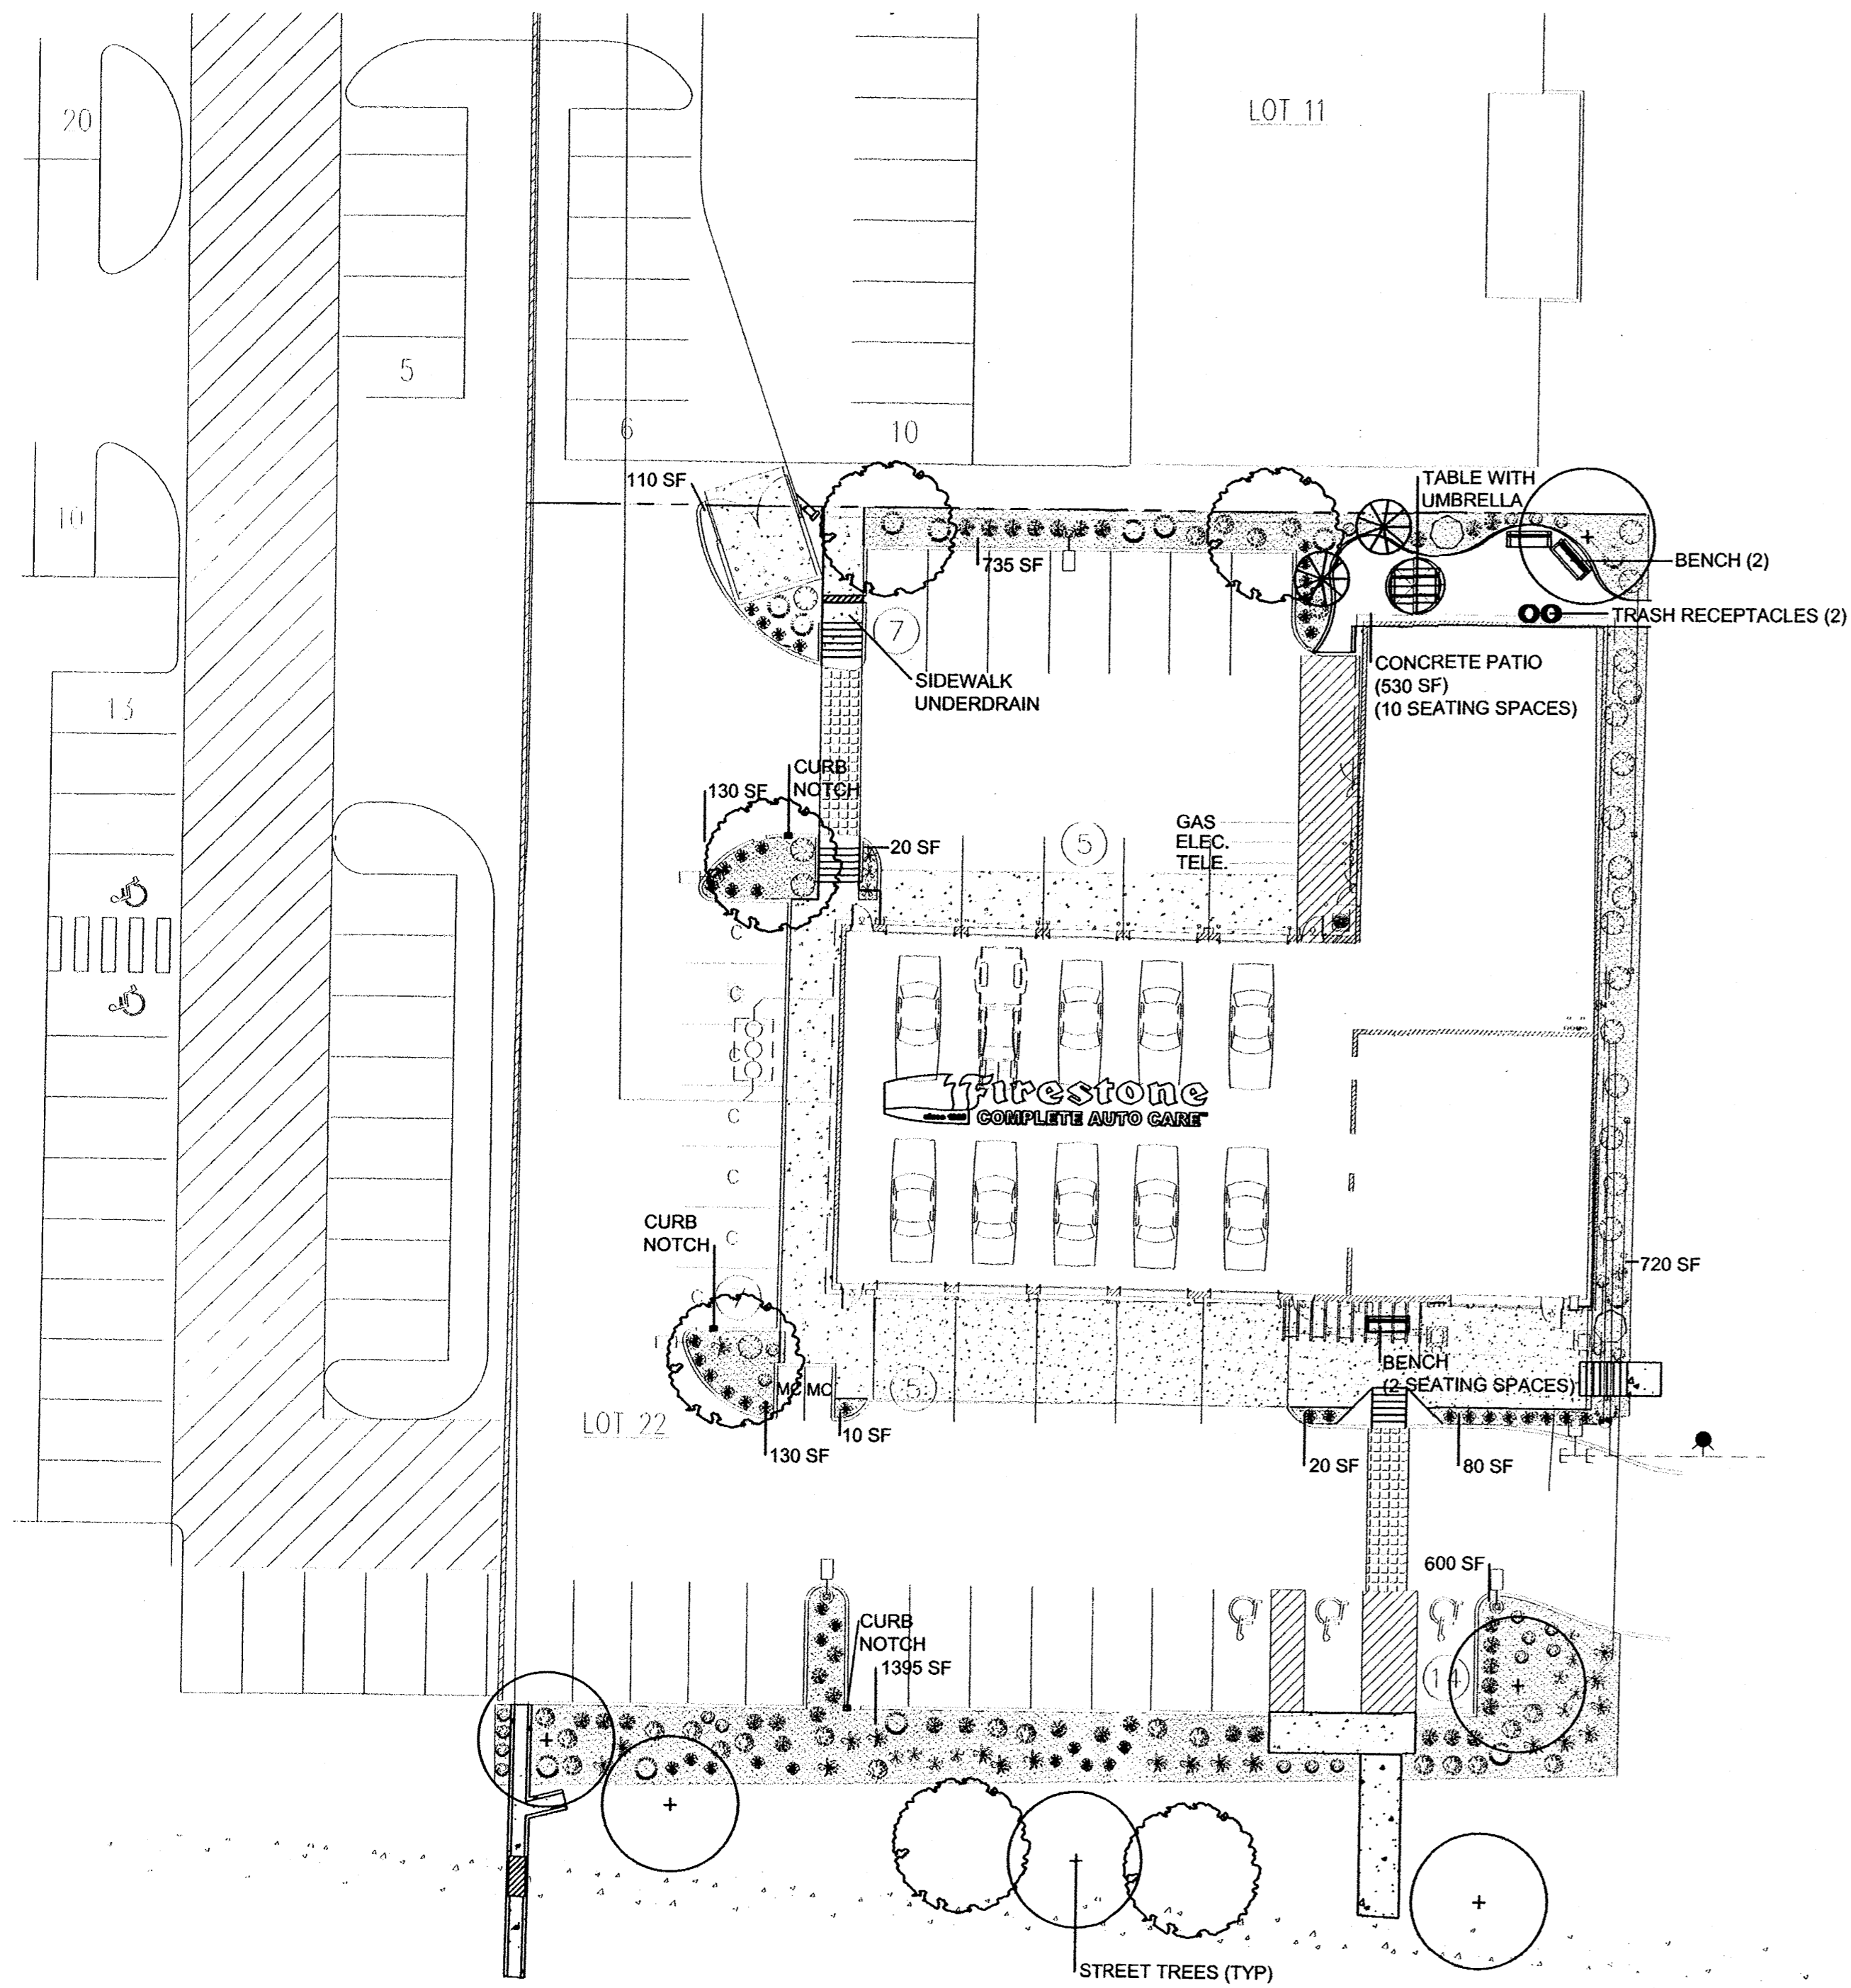 20
LOT 11
5
6
10
10
110 SF
TABLE WITH
UMBRELLA
735 SF
BENCH (2)
TRASH RECEPTACLES (2)
7
CONCRETE PATIO
(530 SF)
(10 SEATING SPACES)
SIDEWALK
UNDERDRAIN
13
CURB
NOTCH
130 SF
GAS
ELEC.
TELE.
5
20 SF
C
C
C
Firestone
COMPLETE AUTO CARE™
C
C
C
CURB
NOTCH
720 SF
C
7
BENCH
(2 SEATING SPACES)
MC MC
5
LOT 22
10 SF
130 SF
20 SF
80 SF
E E
600 SF
CURB
NOTCH
1395 SF
14
STREET TREES (TYP)